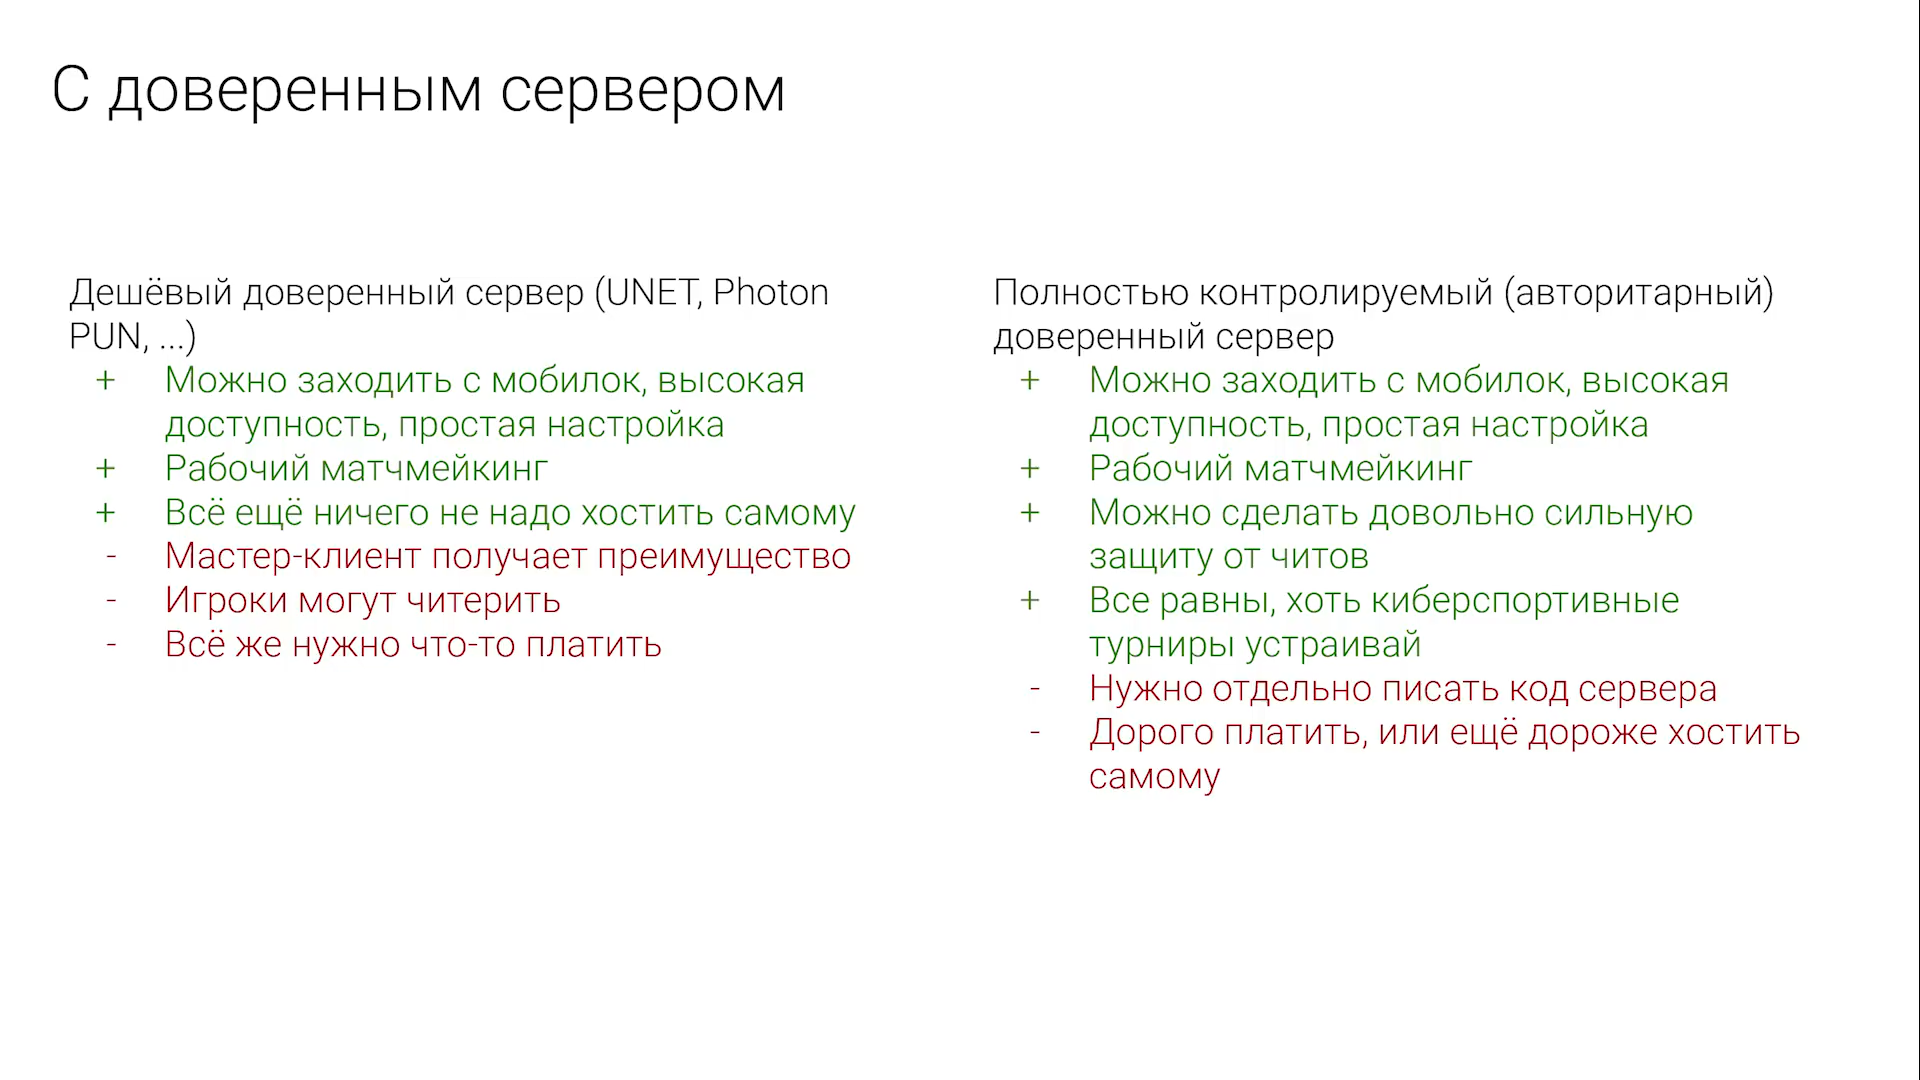 С доверенным сервером
Дешёвый доверенный сервер (UNET, Photon
PUN, ...)
+ Можно заходить с мобилок, высокая
доступность, простая настройка
+ Рабочий матчмейкинг
+ Всё ещё ничего не надо хостить самому
- Мастер-клиент получает преимущество
- Игроки могут читерить
- Всё же нужно что-то платить
Полностью контролируемый (авторитарный)
доверенный сервер
+ Можно заходить с мобилок, высокая
доступность, простая настройка
+ Рабочий матчмейкинг
+ Можно сделать довольно сильную
защиту от читов
+ Все равны, хоть киберспортивные
турниры устраивай
- Нужно отдельно писать код сервера
- Дорого платить, или ещё дороже хостить
самому